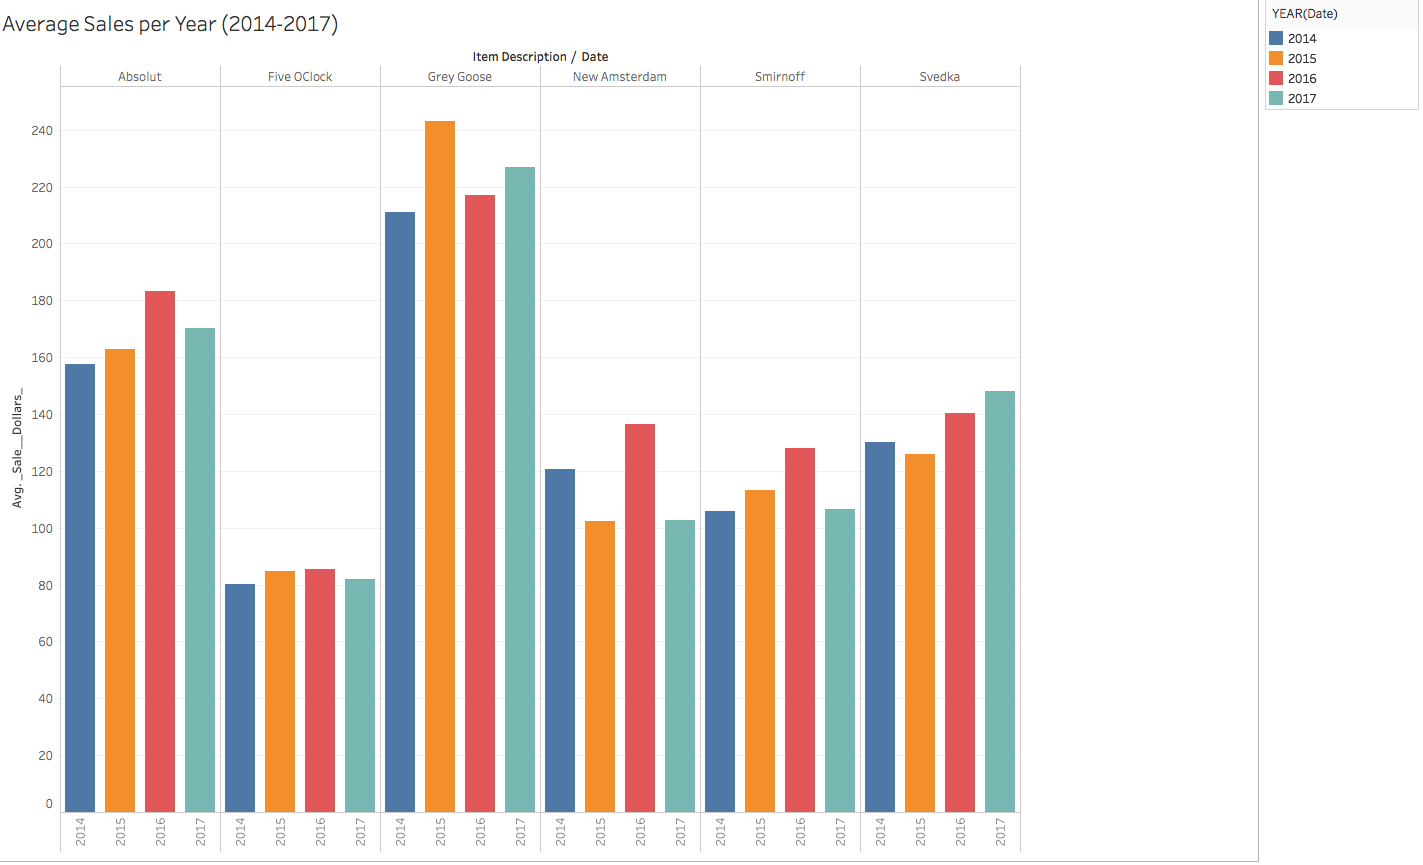 Average Sales per Year (2014-2017)
Item Description / Date
Absolut Five OClock Grey Goose New Amsterdam Smirnoff Svedka
240
220
200
180
160
140
120
100
80
60
40
20
0
Avg. _Sale__Dollars_
2014 2015 2016 2017 2014 2015 2016 2017 2014 2015 2016 2017 2014 2015 2016 2017 2014 2015 2016 2017 2014 2015 2016 2017
YEAR(Date)
2014
2015
2016
2017